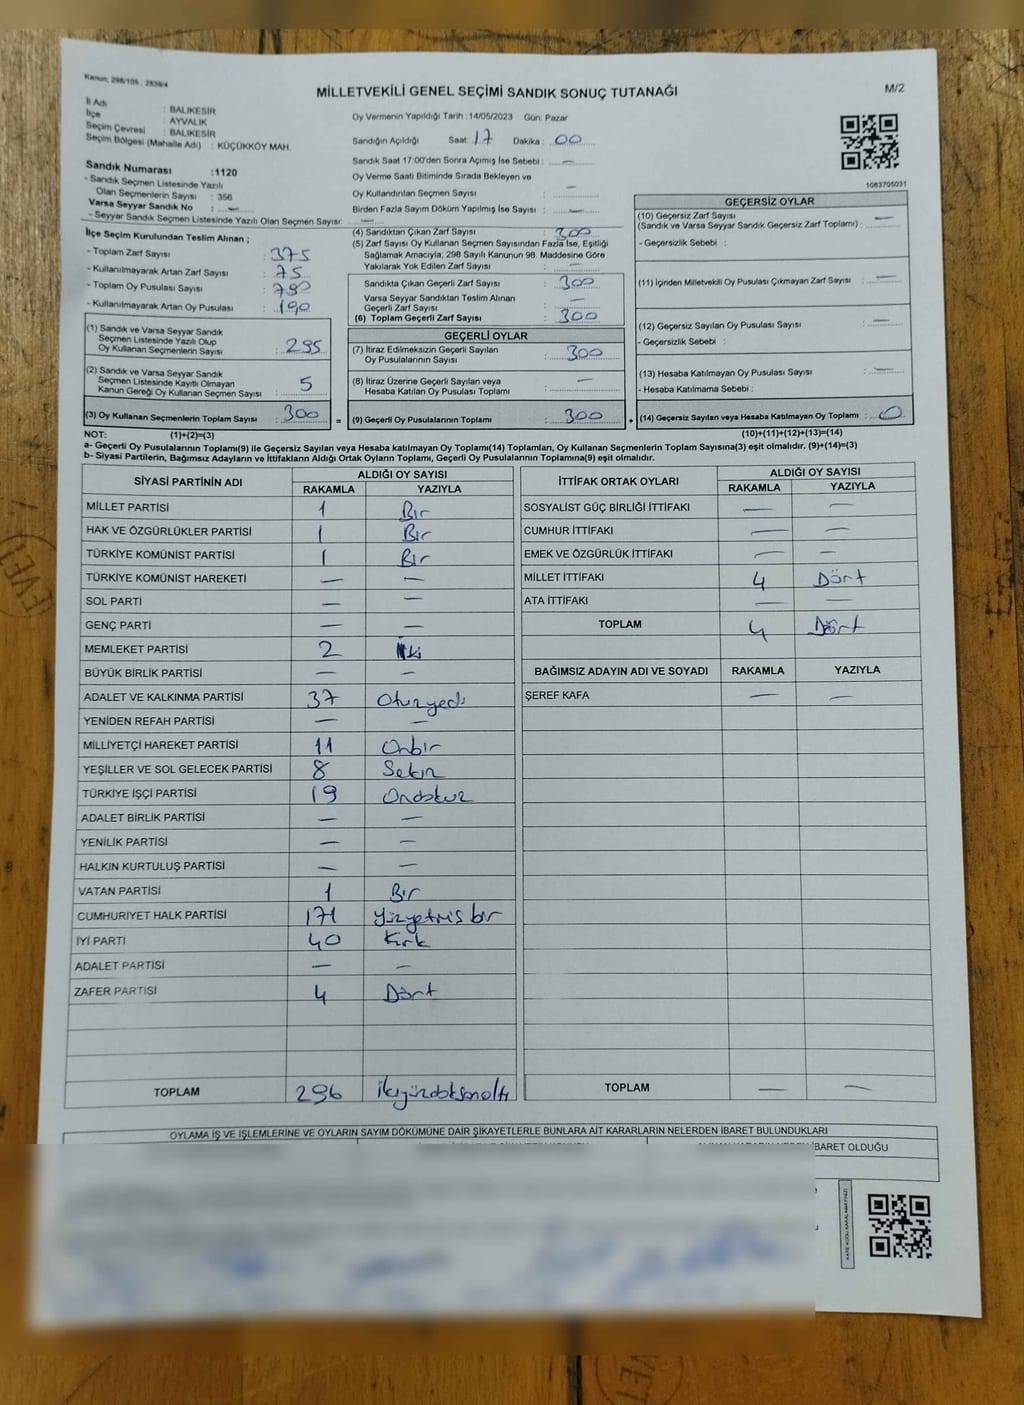 Kanun; 298/105 , 2839/4
MİLLETVEKİLİ GENEL SEÇİMİ SANDIK SONUÇ TUTANAĞI
M/2
İl Adı : BALIKESİR
İlçe : AYVALIK
Seçim Çevresi : BALIKESİR
Seçim Bölgesi (Mahalle Adı) : KÜÇÜKKÖY MAH.
Sandık Numarası :1120
- Sandık Seçmen Listesinde Yazılı
Olan Seçmenlerin Sayısı : 356
Varsa Seyyar Sandık No : —
- Seyyar Sandık Seçmen Listesinde Yazılı Olan Seçmen Sayısı: —
Oy Vermenin Yapıldığı Tarih : 14/05/2023 Gün: Pazar
Sandığın Açıldığı Saat: 17 Dakika : 00
Sandık Saat 17:00'den Sonra Açımış İse Sebebi : —
Oy Verme Saati Bitiminde Sırada Bekleyen ve
Oy Kullandırılan Seçmen Sayısı : —
Birden Fazla Sayım Döküm Yapılmış İse Sayısı : —
1083705031
İlçe Seçim Kurulundan Teslim Alınan ;
- Toplam Zarf Sayısı : 375
- Kullanılmayarak Artan Zarf Sayısı : 75
- Toplam Oy Pusulası Sayısı :
- Kullanılmayarak Artan Oy Pusulası : 190
(1) Sandık ve Varsa Seyyar Sandık
Seçmen Listesinde Yazılı Olup
Oy Kullanan Seçmenlerin Sayısı : 295
(2) Sandık ve Varsa Seyyar Sandık
Seçmen Listesinde Kayıtlı Olmayan
Kanun Gereği Oy Kullanan Seçmen Sayısı : 5
(3) Oy Kullanan Seçmenlerin Toplam Sayısı : 300
(4) Sandıktan Çıkan Zarf Sayısı : 300
(5) Zarf Sayısı Oy Kullanan Seçmen Sayısından Fazla İse, Eşitliği
Sağlamak Amacıyla; 298 Sayılı Kanunun 98. Maddesine Göre
Yakılarak Yok Edilen Zarf Sayısı : —
Sandıkta Çıkan Geçerli Zarf Sayısı : 300
Varsa Seyyar Sandıktan Teslim Alınan
Geçerli Zarf Sayısı : —
(6) Toplam Geçerli Zarf Sayısı : 300
GEÇERLİ OYLAR
(7) İtiraz Edilmeksizin Geçerli Sayılan
Oy Pusulalarının Sayısı : 300
(8) İtiraz Üzerine Geçerli Sayılan veya
Hesaba Katılan Oy Pusulası Toplamı : —
= (9) Geçerli Oy Pusulalarının Toplamı : 300
GEÇERSİZ OYLAR
(10) Geçersiz Zarf Sayısı
(Sandık ve Varsa Seyyar Sandık Geçersiz Zarf Toplamı) : —
- Geçersizlik Sebebi :
(11) İçinden Milletvekili Oy Pusulası Çıkmayan Zarf Sayısı : —
(12) Geçersiz Sayılan Oy Pusulası Sayısı : —
- Geçersizlik Sebebi :
(13) Hesaba Katılmayan Oy Pusulası Sayısı : —
- Hesaba Katılmama Sebebi :
+ (14) Geçersiz Sayılan veya Hesaba Katılmayan Oy Toplamı : 0
NOT: (1)+(2)=(3) (10)+(11)+(12)+(13)=(14)
a- Geçerli Oy Pusulalarının Toplamı(9) ile Geçersiz Sayılan veya Hesaba katılmayan Oy Toplamı(14) Toplamları, Oy Kullanan Seçmenlerin Toplam Sayısına(3) eşit olmalıdır. (9)+(14)=(3)
b- Siyasi Partilerin, Bağımsız Adayların ve İttifakların Aldığı Ortak Oyların Toplamı, Geçerli Oy Pusulalarının Toplamına(9) eşit olmalıdır.
SİYASİ PARTİNİN ADI ALDIĞI OY SAYISI
RAKAMLA YAZIYLA
MİLLET PARTİSİ 1 Bir
HAK VE ÖZGÜRLÜKLER PARTİSİ 1 Bir
TÜRKİYE KOMÜNİST PARTİSİ 1 Bir
TÜRKİYE KOMÜNİST HAREKETİ — —
SOL PARTİ — —
GENÇ PARTİ — —
MEMLEKET PARTİSİ 2 iki
BÜYÜK BİRLİK PARTİSİ — —
ADALET VE KALKINMA PARTİSİ 37 Otuzyedi
YENİDEN REFAH PARTİSİ — —
MİLLİYETÇİ HAREKET PARTİSİ 11 Onbir
YEŞİLLER VE SOL GELECEK PARTİSİ 8 Sekiz
TÜRKİYE İŞÇİ PARTİSİ 19 Ondokuz
ADALET BİRLİK PARTİSİ — —
YENİLİK PARTİSİ — —
HALKIN KURTULUŞ PARTİSİ — —
VATAN PARTİSİ 1 Bir
CUMHURİYET HALK PARTİSİ 171 Yüzyetmiş bir
İYİ PARTİ 40 Kırk
ADALET PARTİSİ — —
ZAFER PARTİSİ 4 Dört
TOPLAM 296 ikiyüzdoksanaltı
İTTİFAK ORTAK OYLARI ALDIĞI OY SAYISI
RAKAMLA YAZIYLA
SOSYALİST GÜÇ BİRLİĞİ İTTİFAKI — —
CUMHUR İTTİFAKI — —
EMEK VE ÖZGÜRLÜK İTTİFAKI — —
MİLLET İTTİFAKI 4 Dört
ATA İTTİFAKI — —
TOPLAM 4 Dört
BAĞIMSIZ ADAYIN ADI VE SOYADI RAKAMLA YAZIYLA
ŞEREF KAFA — —
TOPLAM — —
OYLAMA İŞ VE İŞLEMLERİNE VE OYLARIN SAYIM DÖKÜMÜNE DAİR ŞİKAYETLERLE BUNLARA AİT KARARLARIN NELERDEN İBARET BULUNDUKLARI
İBARET OLDUĞU